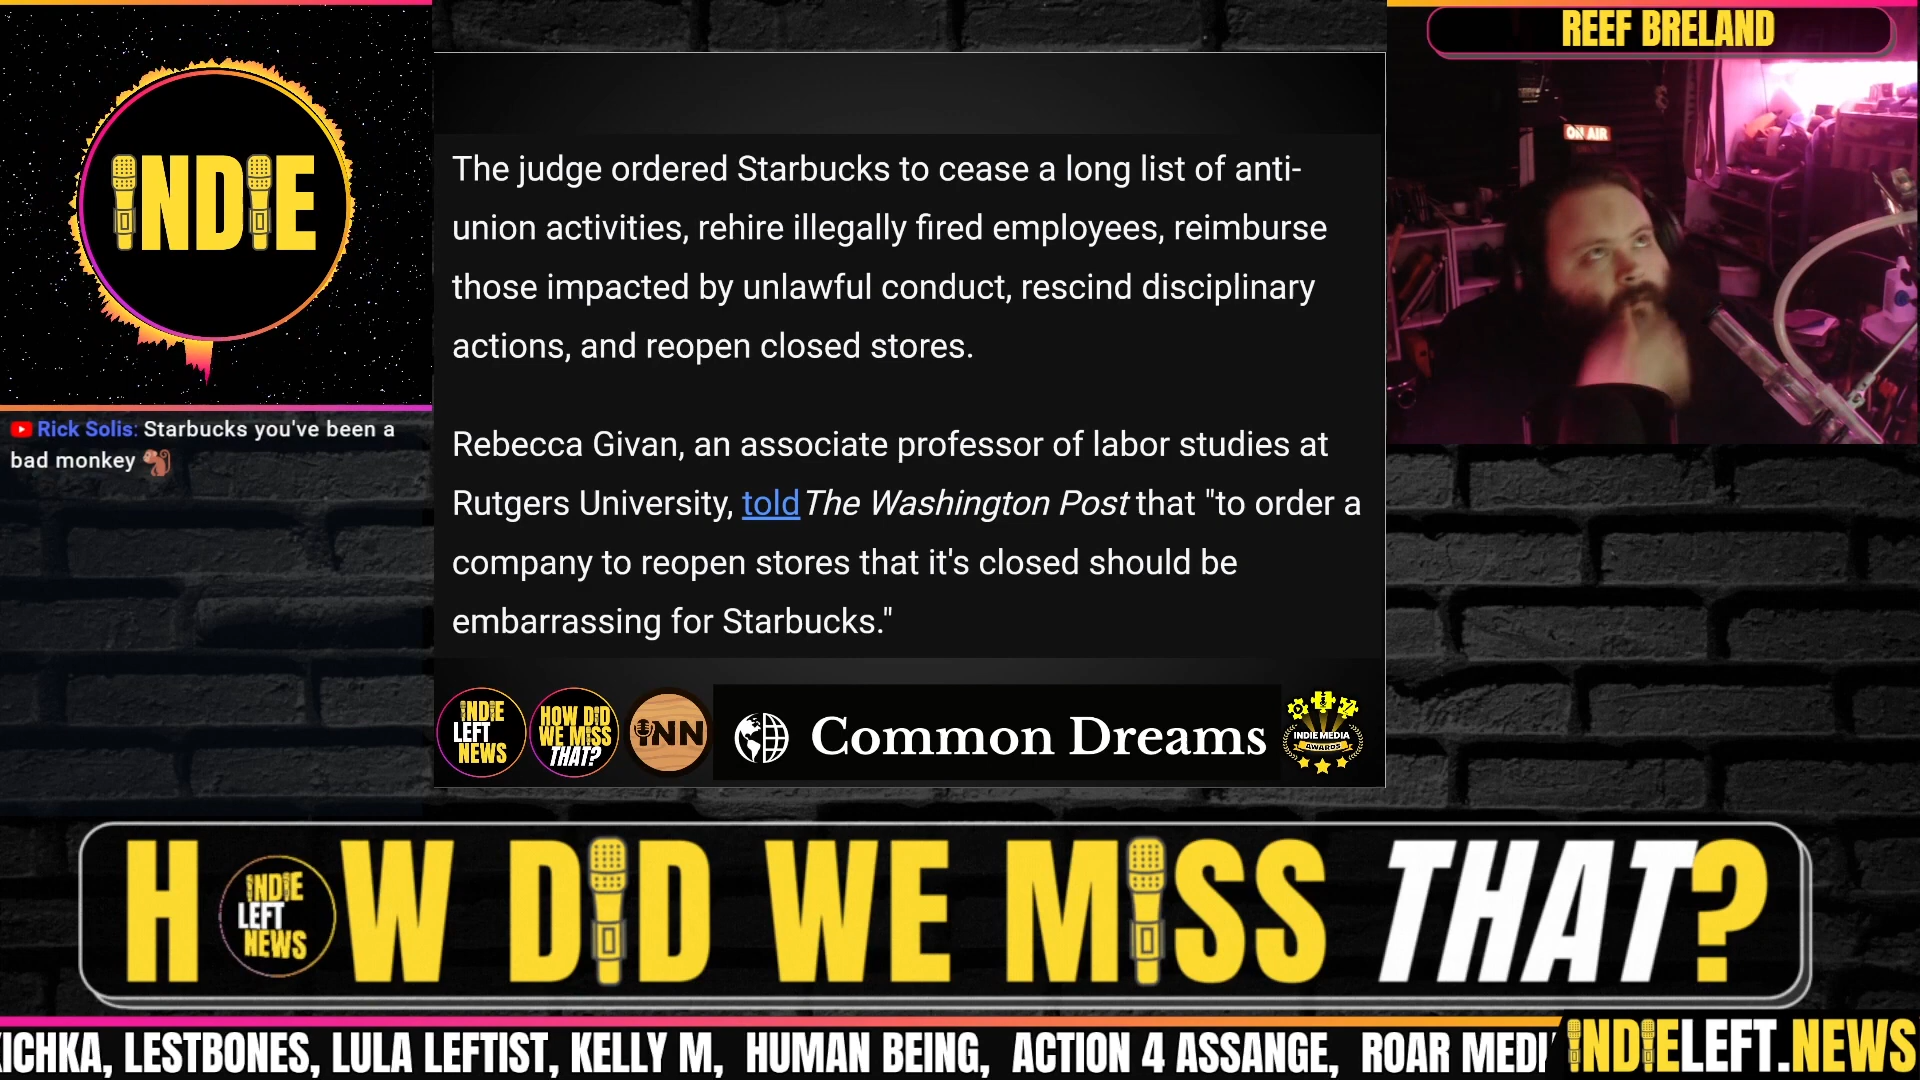 INDIE
REEF BRELAND
ON AIR
The judge ordered Starbucks to cease a long list of anti-
union activities, rehire illegally fired employees, reimburse
those impacted by unlawful conduct, rescind disciplinary
actions, and reopen closed stores.
Rebecca Givan, an associate professor of labor studies at
Rutgers University, told The Washington Post that "to order a
company to reopen stores that it's closed should be
embarrassing for Starbucks."
Rick Solis: Starbucks you've been a
bad monkey 🐒
INDIE
LEFT
NEWS
HOW DID
WE MISS
THAT?
INN
Common Dreams
INDIE MEDIA
AWARDS
HOW DID WE MISS THAT?
INDIE
LEFT
NEWS
KICHKA, LESTBONES, LULA LEFTIST, KELLY M, HUMAN BEING, ACTION 4 ASSANGE, ROAR MEDI
INDIELEFT.NEWS